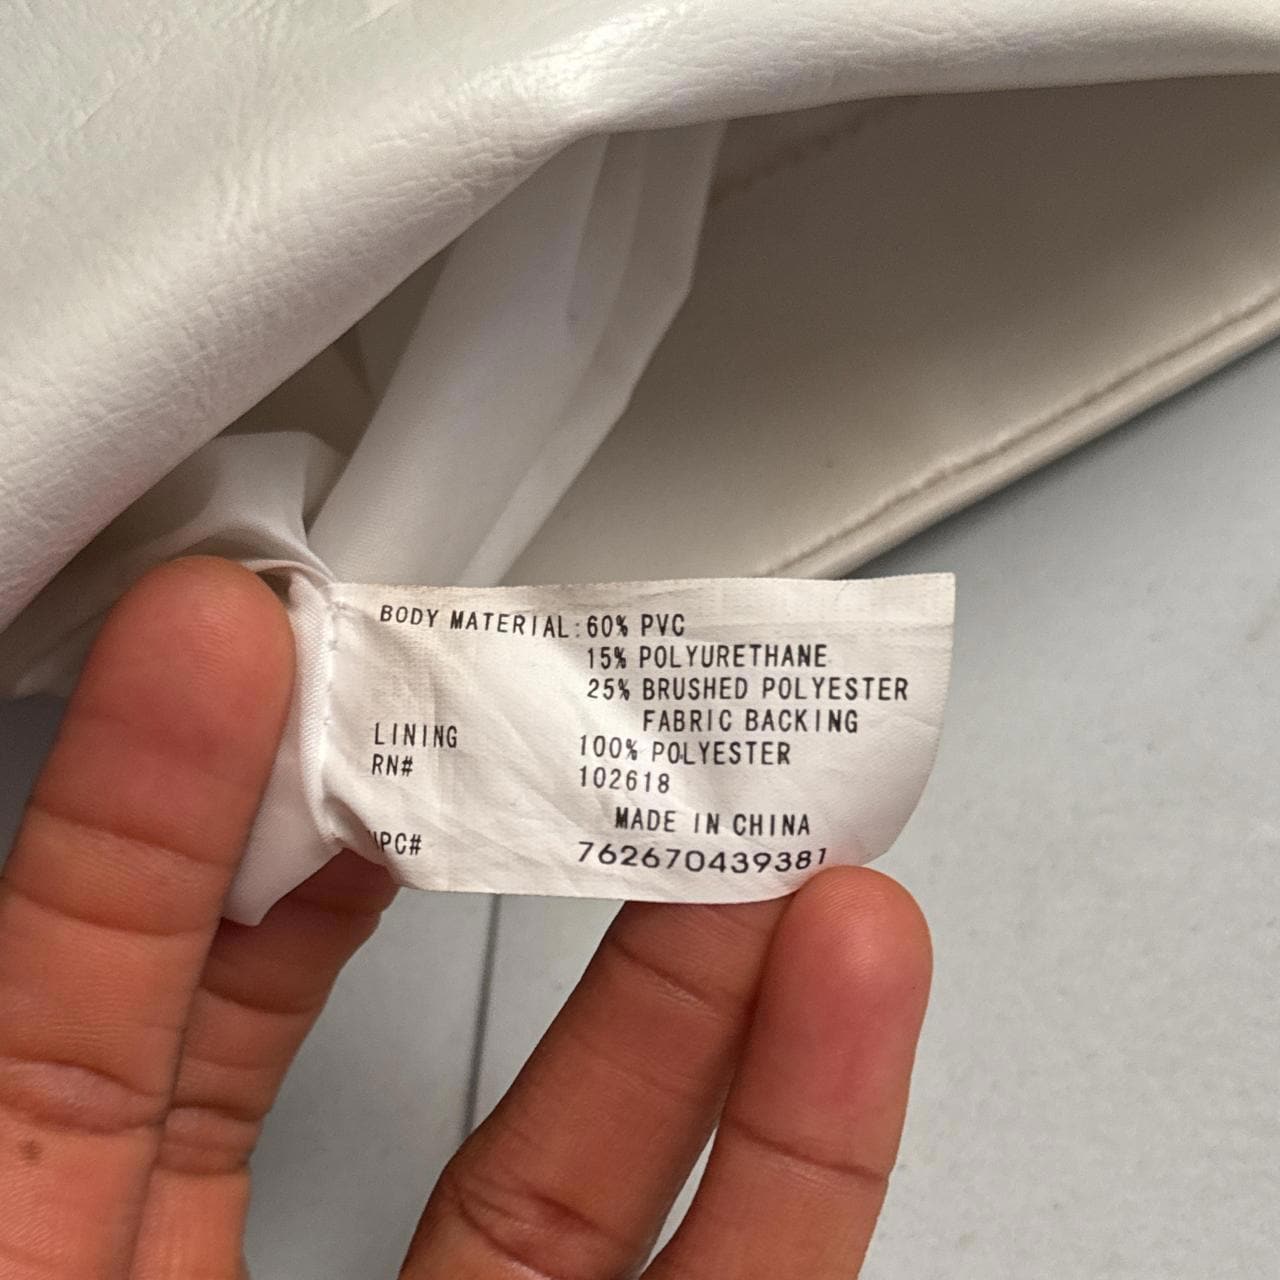 BODY MATERIAL: 60% PVC
15% POLYURETHANE
25% BRUSHED POLYESTER
FABRIC BACKING
LINING 100% POLYESTER
RN# 102618
MADE IN CHINA
UPC# 762670439381